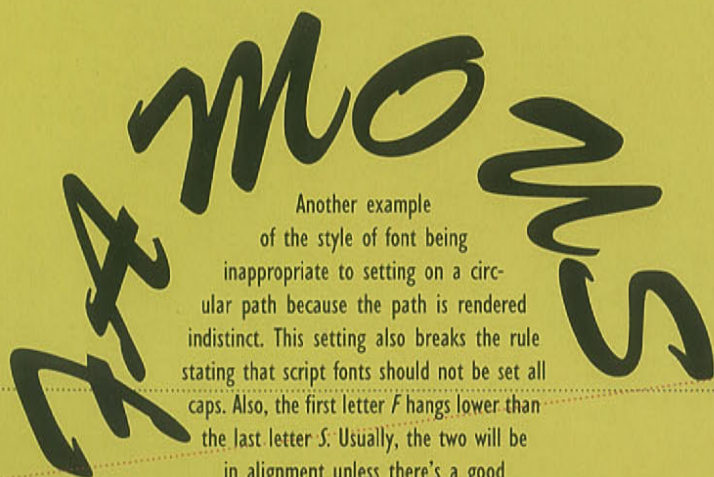 FAMOUS
Another example
of the style of font being
inappropriate to setting on a circ-
ular path because the path is rendered
indistinct. This setting also breaks the rule
stating that script fonts should not be set all
caps. Also, the first letter F hangs lower than
the last letter S. Usually, the two will be
in alignment unless there's a good